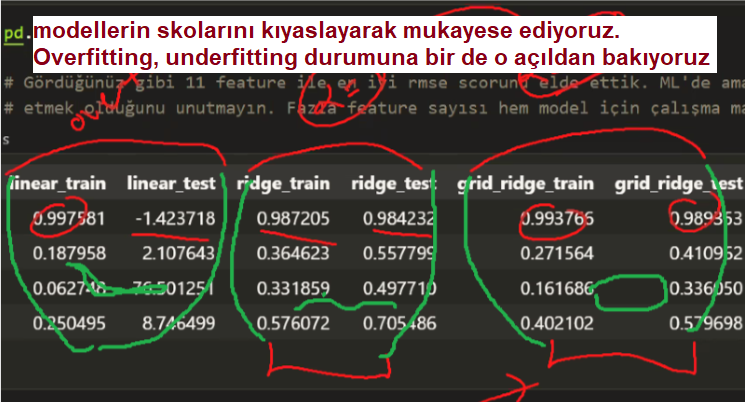 pd.modellerin skolarını kıyaslayarak mukayese ediyoruz.
Overfitting, underfitting durumuna bir de o açıldan bakıyoruz
# Gördüğünüz gibi 11 feature ile en iyi rmse scorunu elde ettik. ML'de ama
# etmek olduğunu unutmayın. Fazla feature sayısı hem model için çalışma ma
s
linear_train linear_test ridge_train ridge_test grid_ridge_train grid_ridge_test
0.997581 -1.423718 0.987205 0.984232 0.993765 0.989353
0.187958 2.107643 0.364623 0.557799 0.271564 0.410952
0.062748 0.331859 0.497710 0.161686 0.336050
0.250495 8.746499 0.576072 0.705486 0.402102 0.579698